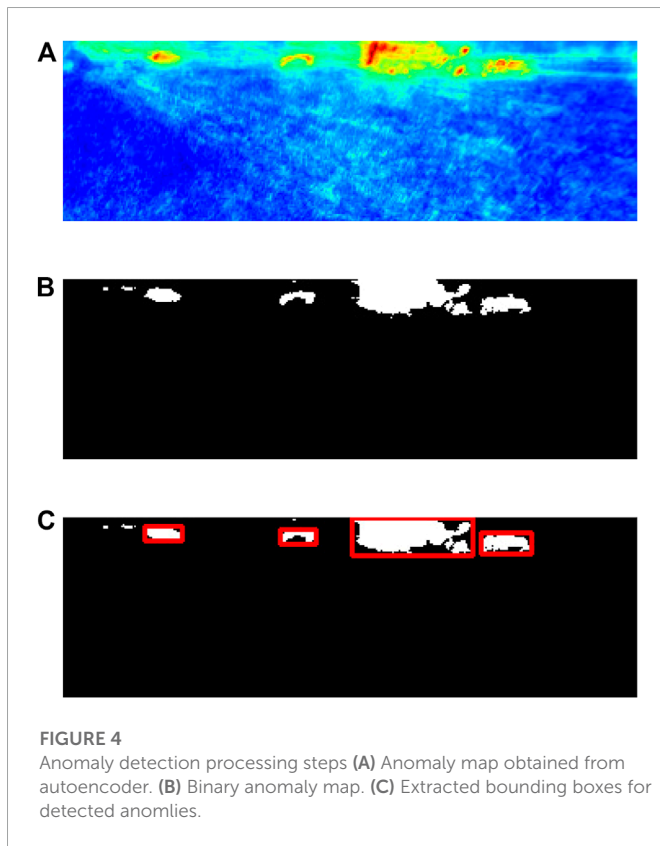 A
B
C
FIGURE 4
Anomaly detection processing steps (A) Anomaly map obtained from
autoencoder. (B) Binary anomaly map. (C) Extracted bounding boxes for
detected anomlies.